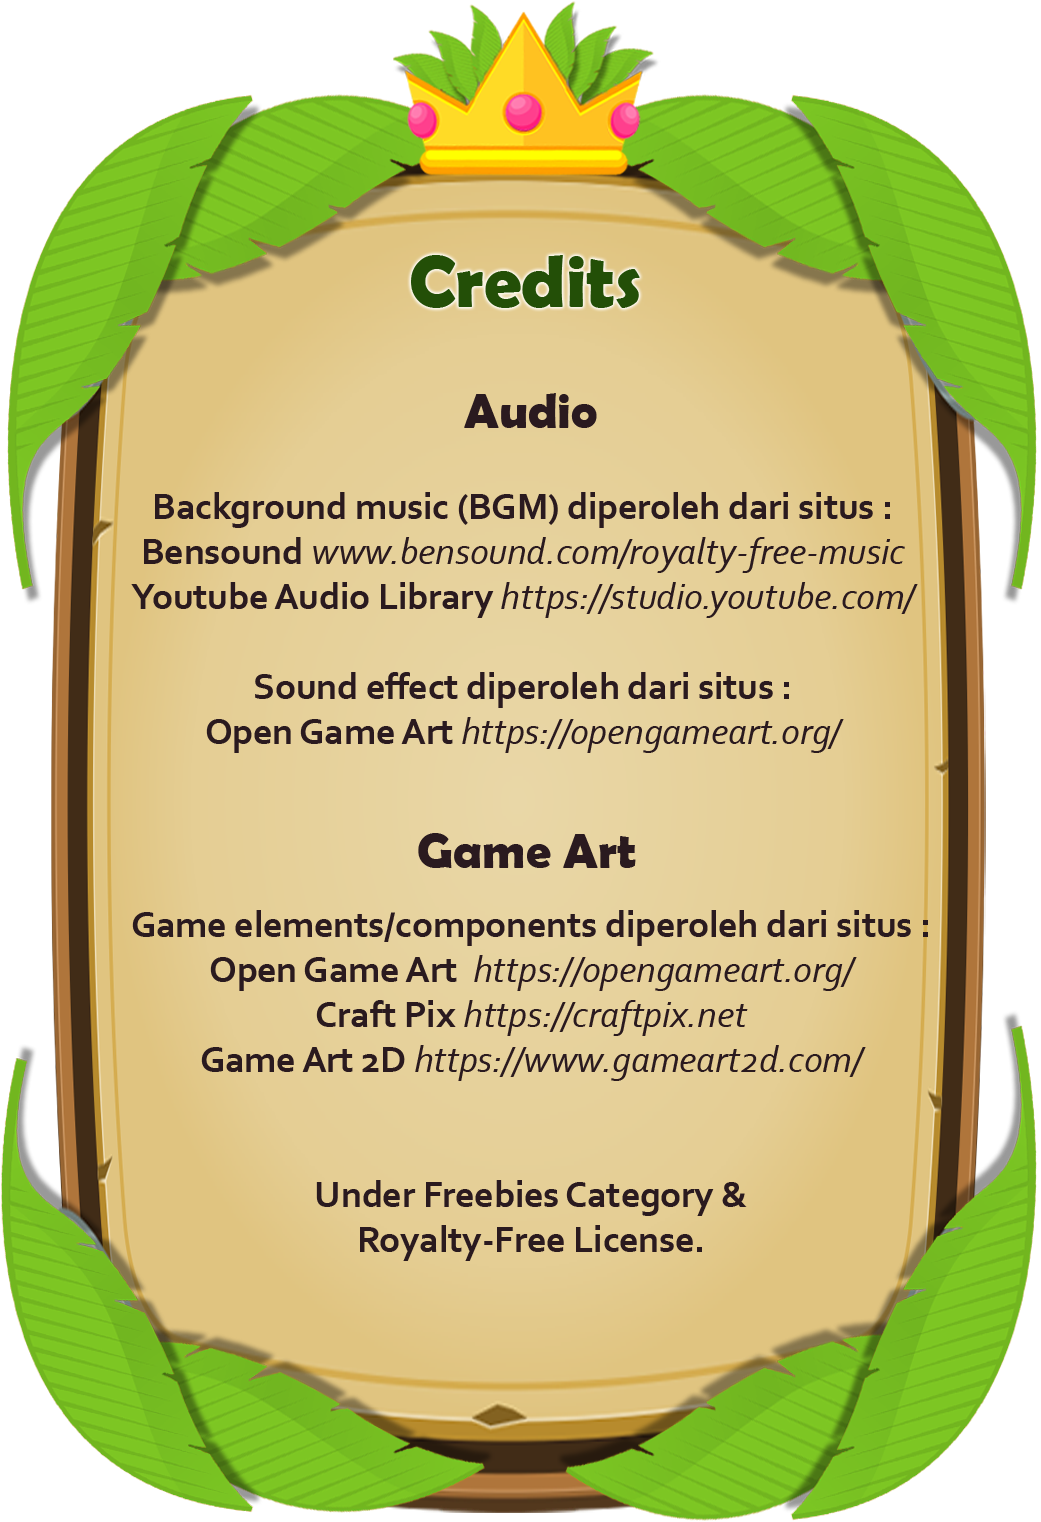 Credits
Audio
Background music (BGM) diperoleh dari situs :
Bensound www.bensound.com/royalty-free-music
Youtube Audio Library https://studio.youtube.com/
Sound effect diperoleh dari situs :
Open Game Art https://opengameart.org/
Game Art
Game elements/components diperoleh dari situs :
Open Game Art https://opengameart.org/
Craft Pix https://craftpix.net
Game Art 2D https://www.gameart2d.com/
Under Freebies Category &
Royalty-Free License.